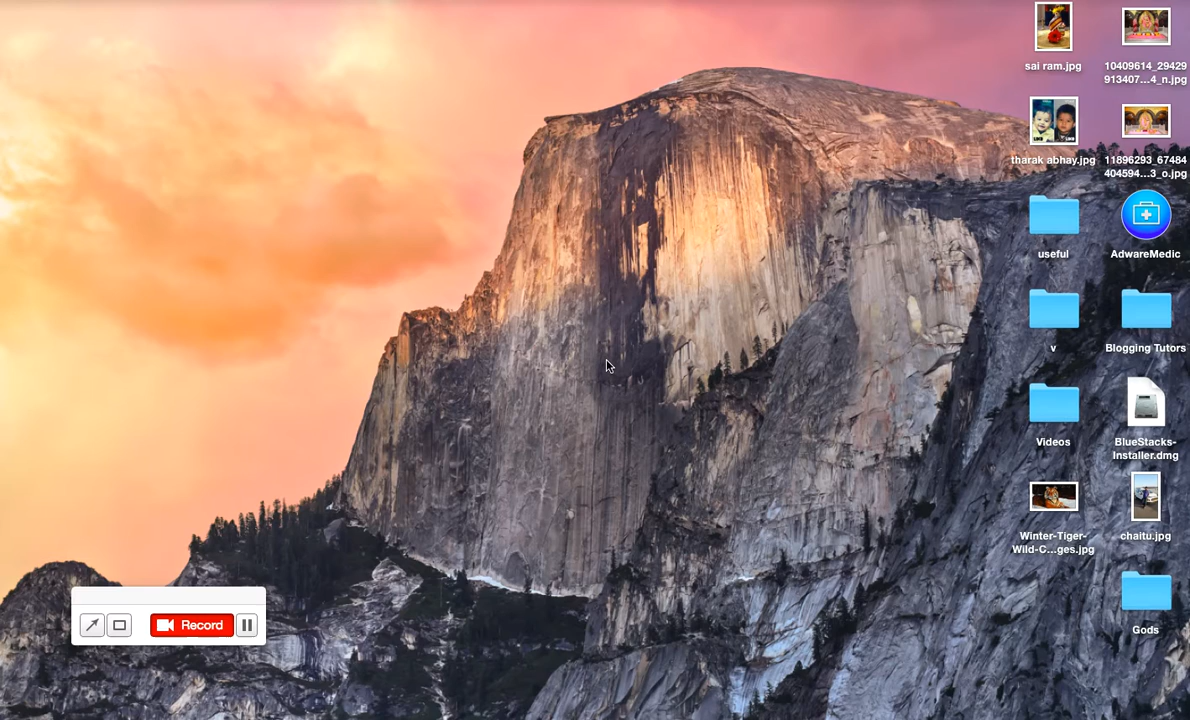 sai ram.jpg
10409614_29429
913407...4_n.jpg
tharak abhay.jpg
11896293_67484
404594...3_o.jpg
useful
AdwareMedic
v
Blogging Tutors
Videos
BlueStacks-
Installer.dmg
Winter-Tiger-
Wild-C...ges.jpg
chaitu.jpg
Gods
Record